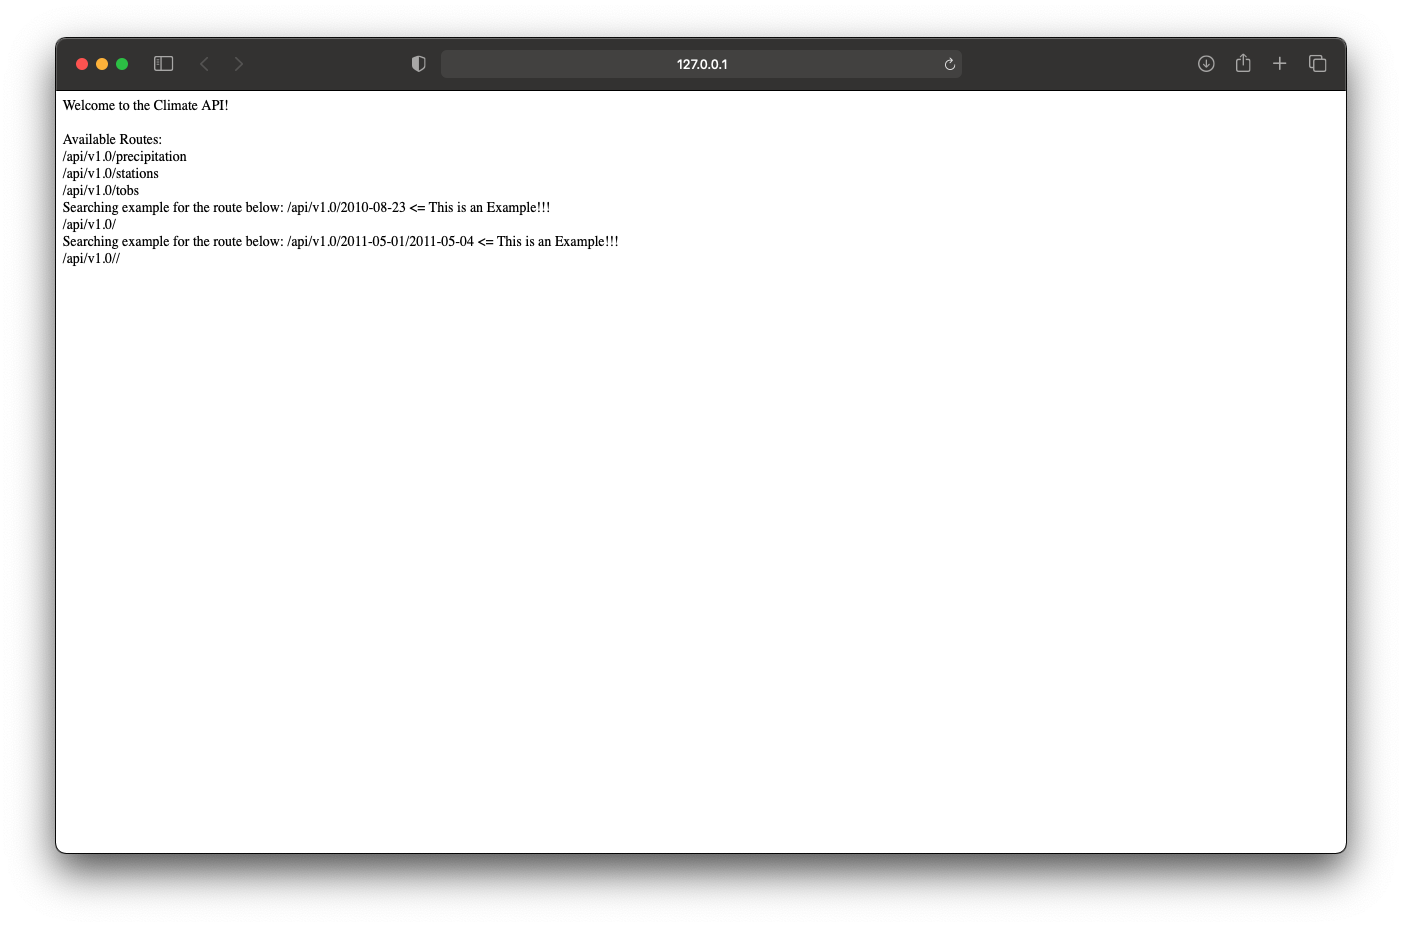 127.0.0.1
Welcome to the Climate API!
Available Routes:
/api/v1.0/precipitation
/api/v1.0/stations
/api/v1.0/tobs
Searching example for the route below: /api/v1.0/2010-08-23 <= This is an Example!!!
/api/v1.0/
Searching example for the route below: /api/v1.0/2011-05-01/2011-05-04 <= This is an Example!!!
/api/v1.0//